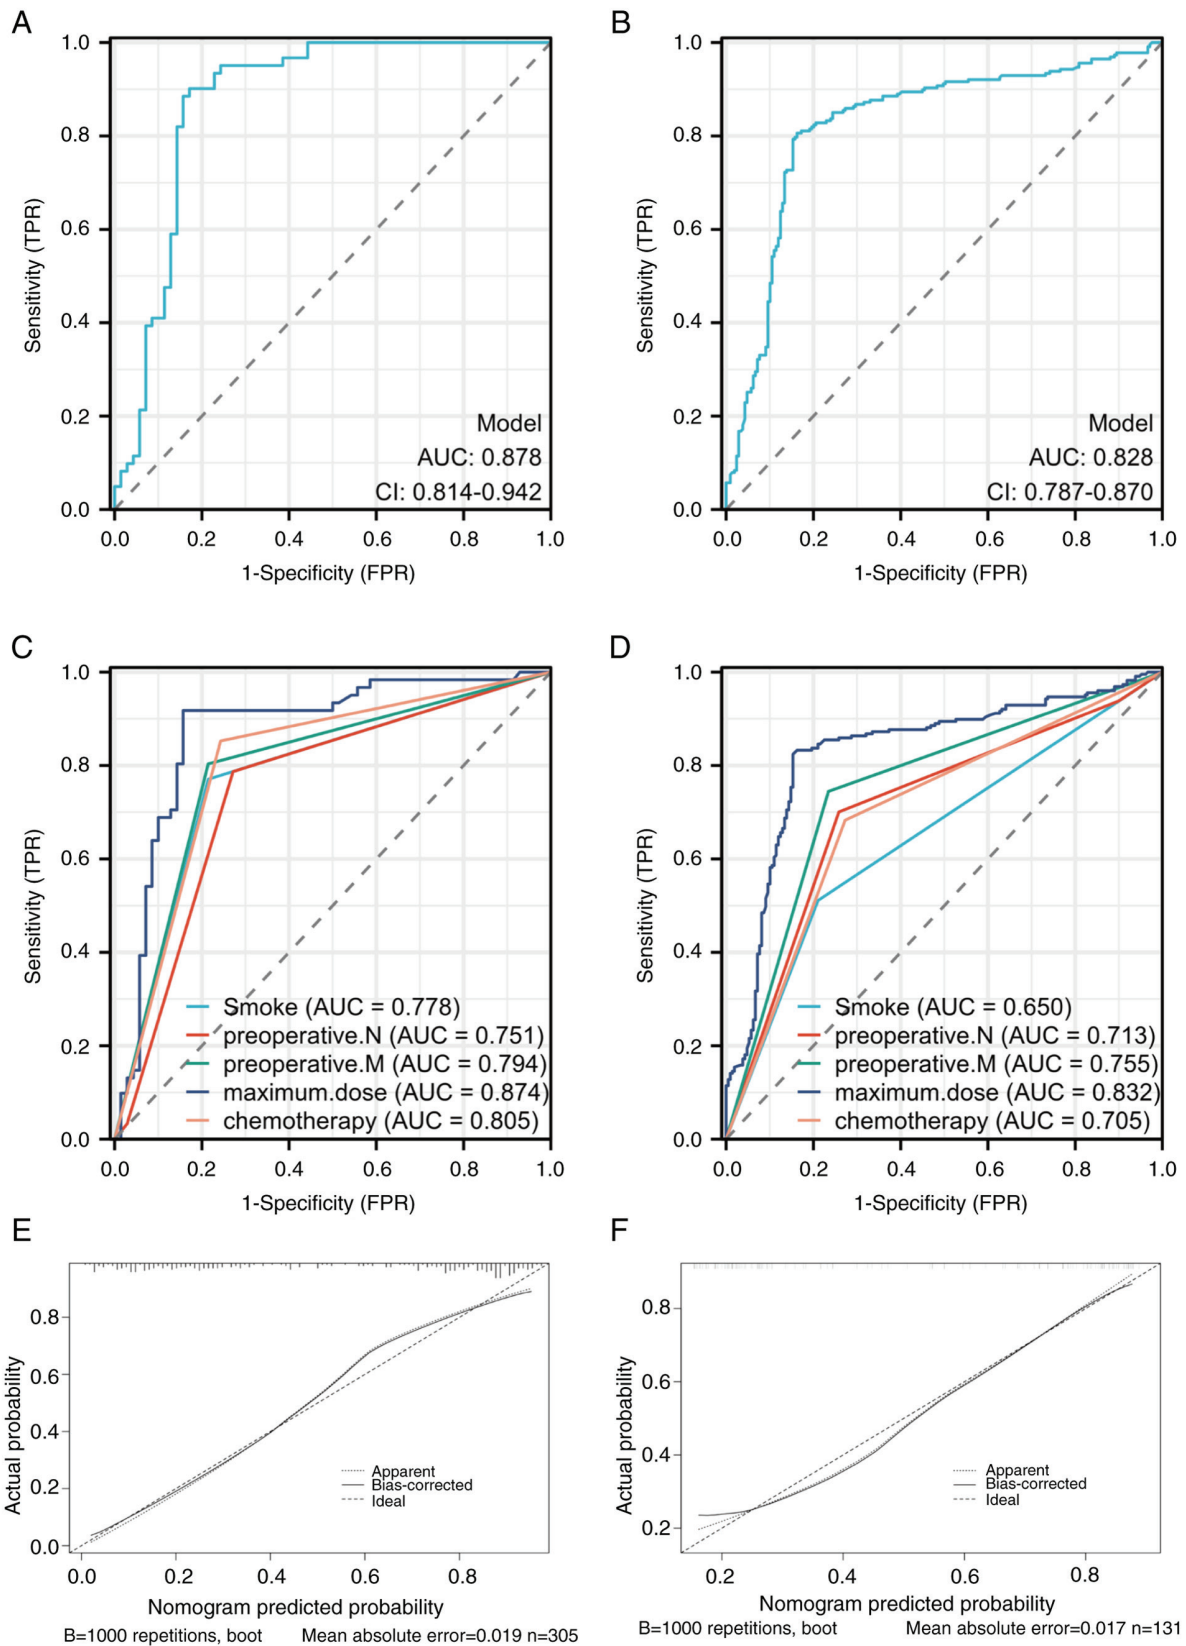 A
1.0
0.8
0.6
0.4
0.2
0.0
Sensitivity (TPR)
Model
AUC: 0.878
CI: 0.814-0.942
0.0 0.2 0.4 0.6 0.8 1.0
1-Specificity (FPR)
B
1.0
0.8
0.6
0.4
0.2
0.0
Sensitivity (TPR)
Model
AUC: 0.828
CI: 0.787-0.870
0.0 0.2 0.4 0.6 0.8 1.0
1-Specificity (FPR)
C
1.0
0.8
0.6
0.4
0.2
0.0
Sensitivity (TPR)
Smoke (AUC = 0.778)
preoperative.N (AUC = 0.751)
preoperative.M (AUC = 0.794)
maximum.dose (AUC = 0.874)
chemotherapy (AUC = 0.805)
0.0 0.2 0.4 0.6 0.8 1.0
1-Specificity (FPR)
D
1.0
0.8
0.6
0.4
0.2
0.0
Sensitivity (TPR)
Smoke (AUC = 0.650)
preoperative.N (AUC = 0.713)
preoperative.M (AUC = 0.755)
maximum.dose (AUC = 0.832)
chemotherapy (AUC = 0.705)
0.0 0.2 0.4 0.6 0.8 1.0
1-Specificity (FPR)
E
0.8
0.6
0.4
0.2
0.0
Actual probability
Apparent
Bias-corrected
Ideal
0.0 0.2 0.4 0.6 0.8
Nomogram predicted probability
B=1000 repetitions, boot Mean absolute error=0.019 n=305
F
0.8
0.6
0.4
0.2
Actual probability
Apparent
Bias-corrected
Ideal
0.2 0.4 0.6 0.8
Nomogram predicted probability
B=1000 repetitions, boot Mean absolute error=0.017 n=131